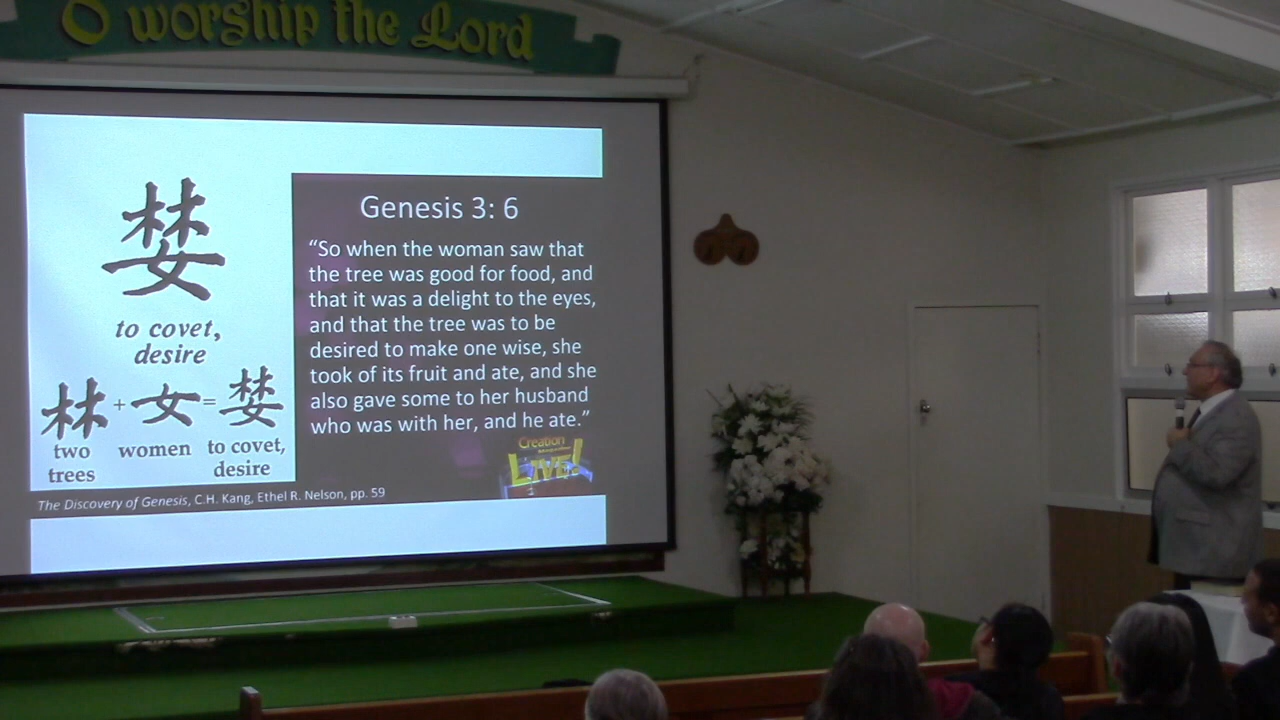 O worship the Lord
婪
to covet,
desire
林 + 女 = 婪
two
trees
women
to covet,
desire
Genesis 3: 6
“So when the woman saw that
the tree was good for food, and
that it was a delight to the eyes,
and that the tree was to be
desired to make one wise, she
took of its fruit and ate, and she
also gave some to her husband
who was with her, and he ate.”
Creation
LIVE!
The Discovery of Genesis, C.H. Kang, Ethel R. Nelson, pp. 59